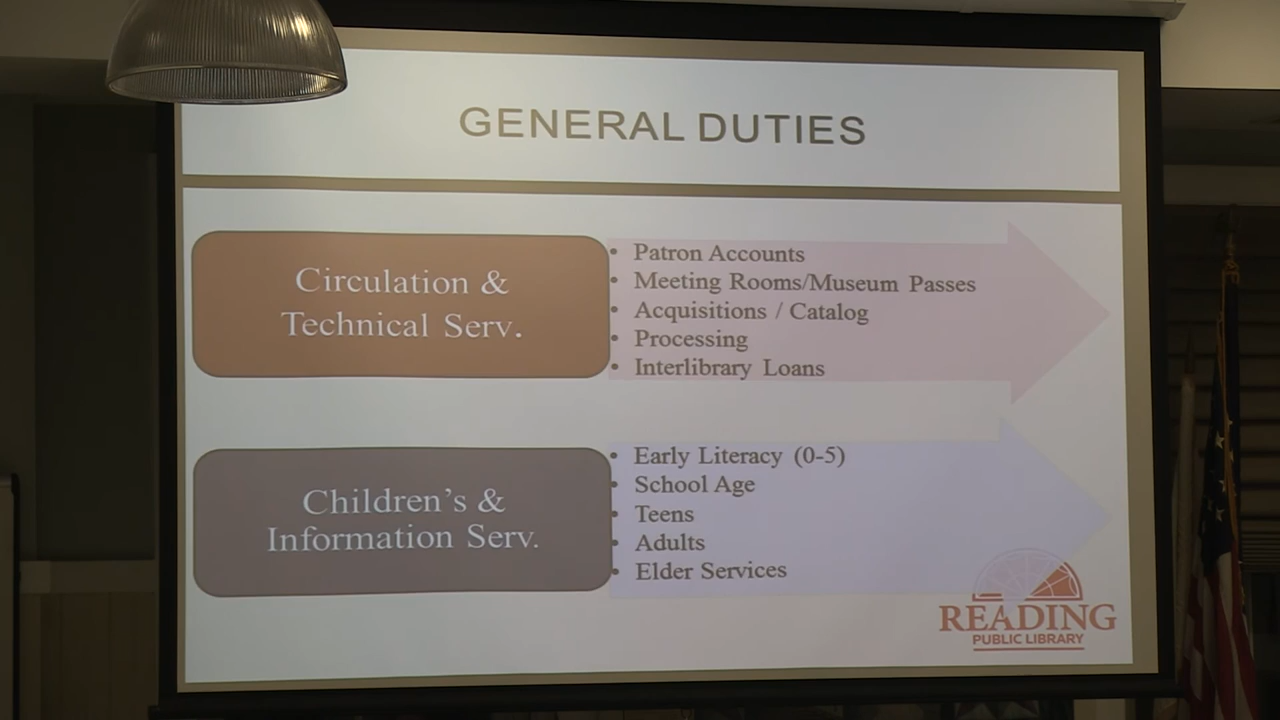 GENERAL DUTIES
Circulation &
Technical Serv.
• Patron Accounts
• Meeting Rooms/Museum Passes
• Acquisitions / Catalog
• Processing
• Interlibrary Loans
Children's &
Information Serv.
• Early Literacy (0-5)
• School Age
• Teens
• Adults
• Elder Services
READING
PUBLIC LIBRARY